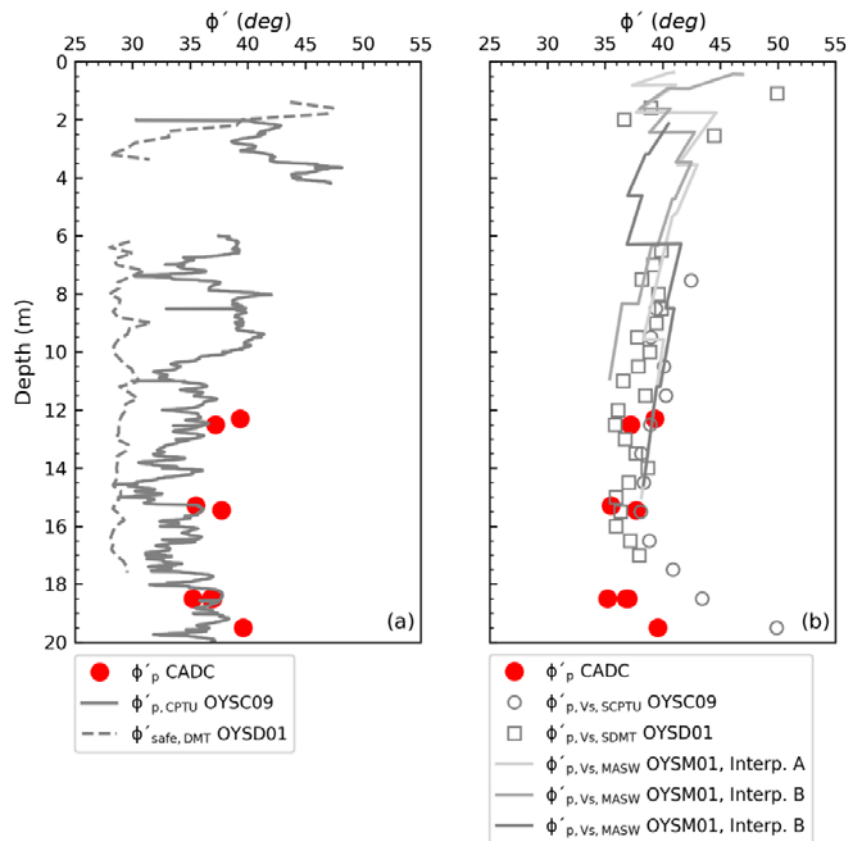 ϕ´ (deg)
25 30 35 40 45 50 55
0
2
4
6
8
10
12
14
16
18
20
Depth (m)
(a)
ϕ´p CADC
ϕ´p, CPTU OYSC09
ϕ´safe, DMT OYSD01
ϕ´ (deg)
25 30 35 40 45 50 55
(b)
ϕ´p CADC
ϕ´p, Vs, SCPTU OYSC09
ϕ´p, Vs, SDMT OYSD01
ϕ´p, Vs, MASW OYSM01, Interp. A
ϕ´p, Vs, MASW OYSM01, Interp. B
ϕ´p, Vs, MASW OYSM01, Interp. B